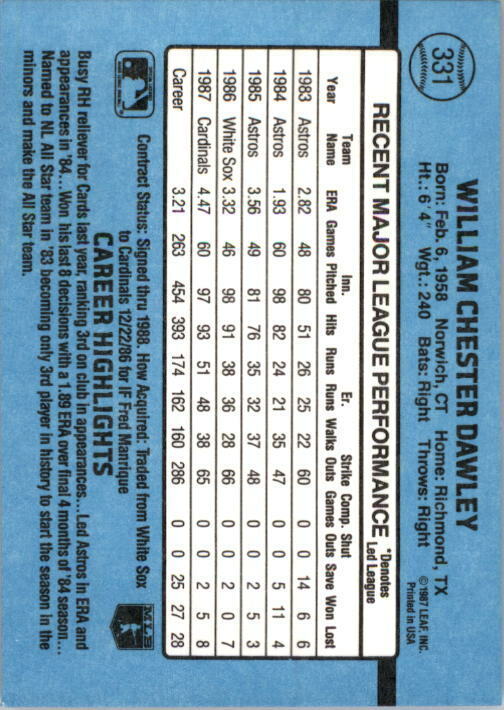 331
WILLIAM CHESTER DAWLEY
Born: Feb. 6, 1958 Norwich, CT Home: Richmond, TX
Ht.: 6' 4" Wgt.: 240 Bats: Right Throws: Right
©1987 LEAF, INC.
Printed in USA
RECENT MAJOR LEAGUE PERFORMANCE *Denotes Led League
Team Inn. Er. Strike Comp. Shut
Year Name ERA Games Pitched Hits Runs Runs Walks Outs Games Outs Save Won Lost
1983 Astros 2.82 48 80 51 26 25 22 60 0 0 14 6 6
1984 Astros 1.93 60 98 82 24 21 35 47 0 0 5 11 4
1985 Astros 3.56 49 81 76 35 32 37 48 0 0 2 5 3
1986 White Sox 3.32 46 98 91 38 36 28 66 0 0 2 0 7
1987 Cardinals 4.47 60 97 93 51 48 38 65 0 0 2 5 8
Career 3.21 263 454 393 174 162 160 286 0 0 25 27 28
Contract Status: Signed thru 1998. How Acquired: Traded from White Sox
to Cardinals 12/22/86 for IF Fred Manrique
MLB
CAREER HIGHLIGHTS
Busy RH reliever for Cards last year, ranking 3rd on club in appearances... Led Astros in ERA and
appearances in '84... Won his last 8 decisions with a 1.89 ERA over final 4 months of '84 season...
Named to NL All Star team in '83 becoming only 3rd player in history to start the season in the
minors and make the All Star team.